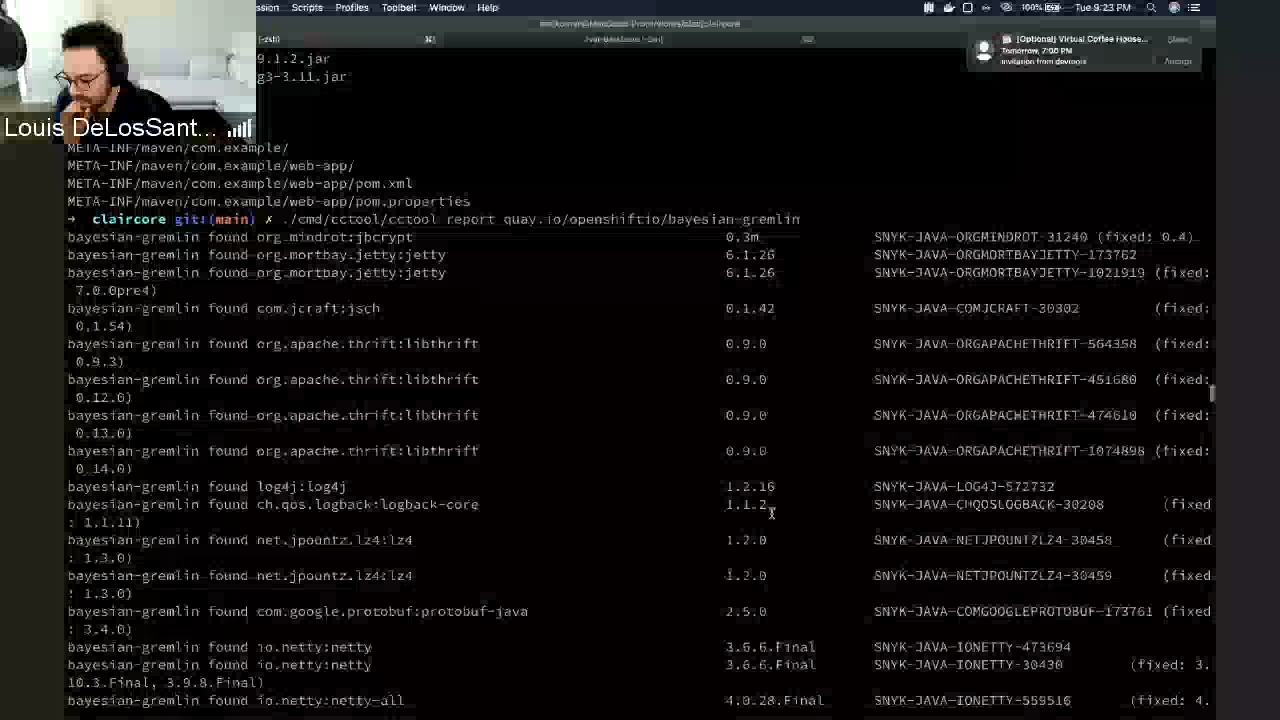 ssion Scripts Profiles Toolbelt Window Help 100% Tue 9:23 PM
[Optional] Virtual Coffee House...
Tomorrow, 7:00 PM
invitation from devtools
Accept
9.1.2.jar
g3-3.11.jar
Louis DeLosSant...
META-INF/maven/com.example/
META-INF/maven/com.example/web-app/
META-INF/maven/com.example/web-app/pom.xml
META-INF/maven/com.example/web-app/pom.properties
→ claircore git:(main) ✗ ./cmd/cctool/cctool report quay.io/openshiftio/bayesian-gremlin
bayesian-gremlin found org.mindrot:jbcrypt 0.3m SNYK-JAVA-ORGMINDROT-31240 (fixed: 0.4)
bayesian-gremlin found org.mortbay.jetty:jetty 6.1.26 SNYK-JAVA-ORGMORTBAYJETTY-173762
bayesian-gremlin found org.mortbay.jetty:jetty 6.1.26 SNYK-JAVA-ORGMORTBAYJETTY-1021919 (fixed:
7.0.0pre4)
bayesian-gremlin found com.jcraft:jsch 0.1.42 SNYK-JAVA-COMJCRAFT-30302 (fixed:
0.1.54)
bayesian-gremlin found org.apache.thrift:libthrift 0.9.0 SNYK-JAVA-ORGAPACHETHRIFT-564358 (fixed:
0.9.3)
bayesian-gremlin found org.apache.thrift:libthrift 0.9.0 SNYK-JAVA-ORGAPACHETHRIFT-451680 (fixed:
0.12.0)
bayesian-gremlin found org.apache.thrift:libthrift 0.9.0 SNYK-JAVA-ORGAPACHETHRIFT-474610 (fixed:
0.13.0)
bayesian-gremlin found org.apache.thrift:libthrift 0.9.0 SNYK-JAVA-ORGAPACHETHRIFT-1074898 (fixed:
0.14.0)
bayesian-gremlin found log4j:log4j 1.2.16 SNYK-JAVA-LOG4J-572732
bayesian-gremlin found ch.qos.logback:logback-core 1.1.2 SNYK-JAVA-CHQOSLOGBACK-30208 (fixed
: 1.1.11)
bayesian-gremlin found net.jpountz.lz4:lz4 1.2.0 SNYK-JAVA-NETJPOUNTZLZ4-30458 (fixed
: 1.3.0)
bayesian-gremlin found net.jpountz.lz4:lz4 1.2.0 SNYK-JAVA-NETJPOUNTZLZ4-30459 (fixed
: 1.3.0)
bayesian-gremlin found com.google.protobuf:protobuf-java 2.5.0 SNYK-JAVA-COMGOOGLEPROTOBUF-173761 (fixed
: 3.4.0)
bayesian-gremlin found io.netty:netty 3.6.6.Final SNYK-JAVA-IONETTY-473694
bayesian-gremlin found io.netty:netty 3.6.6.Final SNYK-JAVA-IONETTY-30430 (fixed: 3.
10.3.Final, 3.9.8.Final)
bayesian-gremlin found io.netty:netty-all 4.0.28.Final SNYK-JAVA-IONETTY-559516 (fixed: 4.